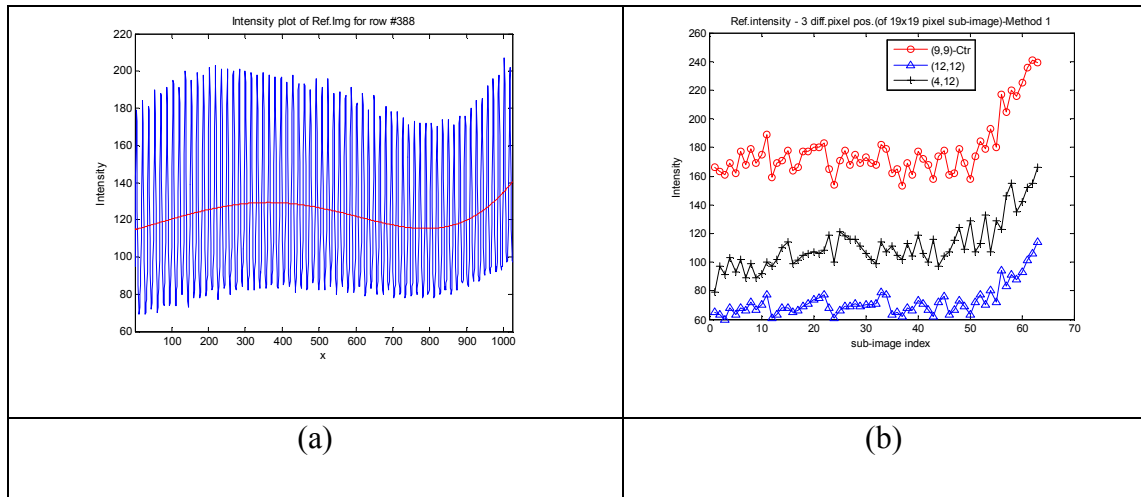 Intensity plot of Ref.Img for row #388
220
200
180
160
140
120
100
80
60
Intensity
100 200 300 400 500 600 700 800 900 1000
x
(a)
Ref.intensity - 3 diff.pixel pos.(of 19x19 pixel sub-image)-Method 1
260
240
220
200
180
160
140
120
100
80
60
Intensity
(9,9)-Ctr
(12,12)
(4,12)
0 10 20 30 40 50 60 70
sub-image index
(b)